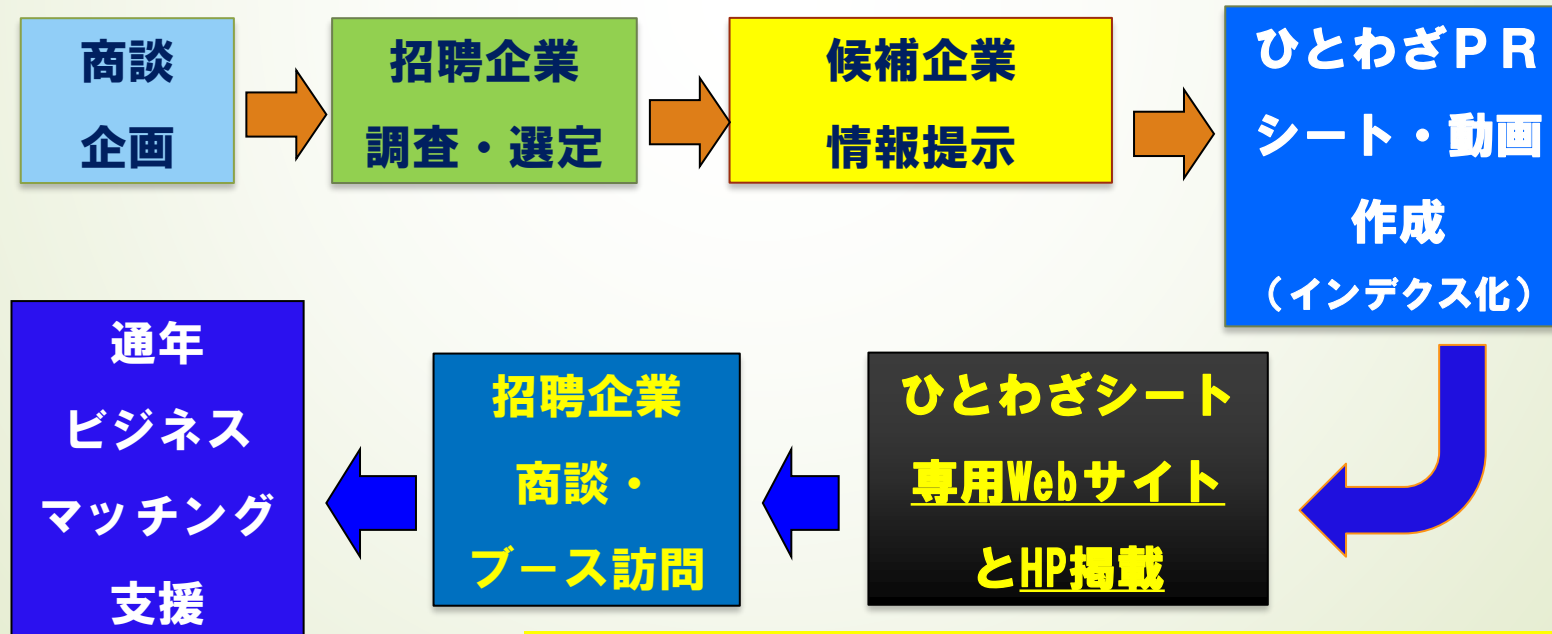 商談
企画
招聘企業
調査・選定
候補企業
情報提示
ひとわざＰＲ
シート・動画
作成
（インデクス化）
ひとわざシート
専用Webサイト
とHP掲載
招聘企業
商談・
ブース訪問
通年
ビジネス
マッチング
支援